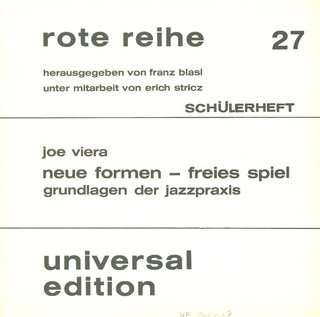 rote reihe
27
herausgegeben von franz blasl
unter mitarbeit von erich stricz
SCHÜLERHEFT
joe viera
neue formen – freies spiel
grundlagen der jazzpraxis
universal
edition